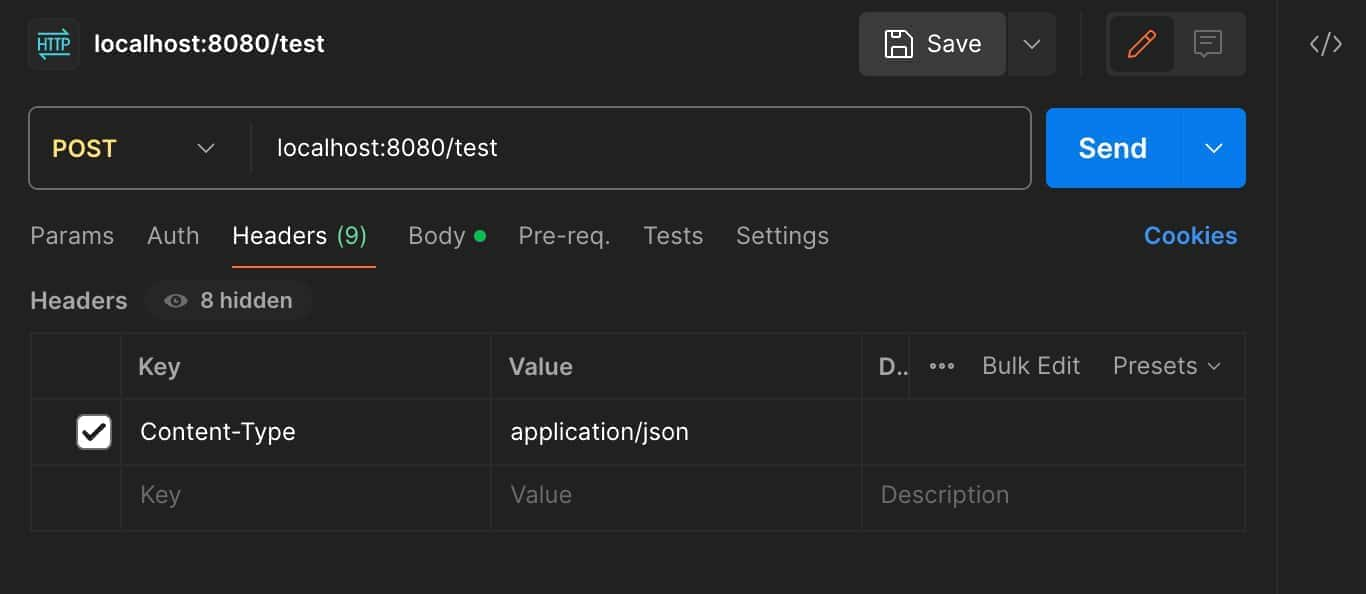 HTTP localhost:8080/test Save
POST localhost:8080/test Send
Params Auth Headers (9) Body Pre-req. Tests Settings Cookies
Headers 8 hidden
Key Value D.. Bulk Edit Presets
Content-Type application/json
Key Value Description